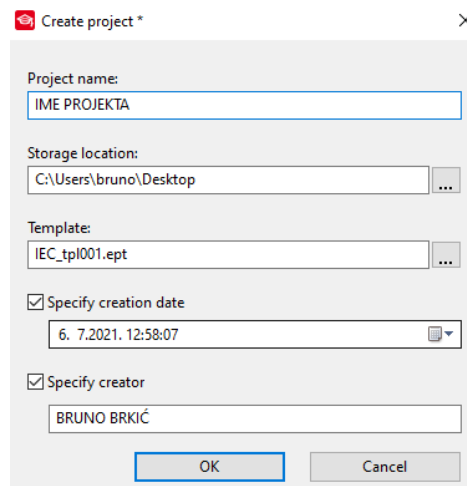 Create project *
Project name:
IME PROJEKTA
Storage location:
C:\Users\bruno\Desktop
...
Template:
IEC_tpl001.ept
...
Specify creation date
6. 7.2021. 12:58:07
Specify creator
BRUNO BRKIĆ
OK Cancel